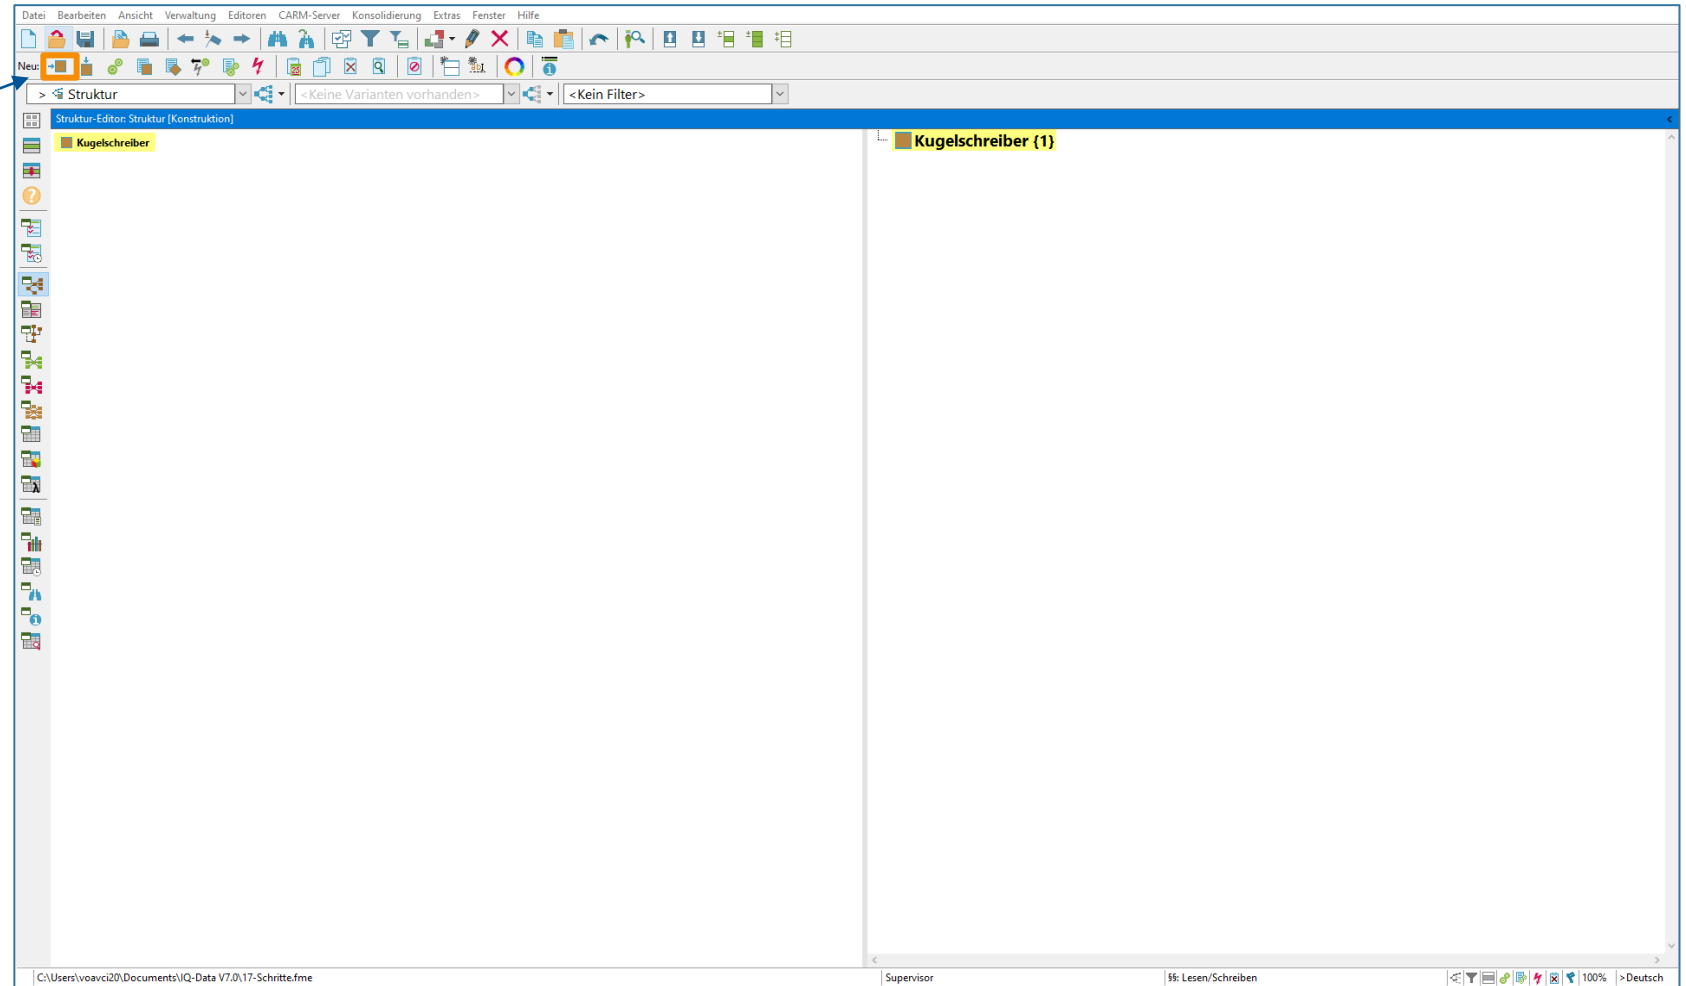 Datei Bearbeiten Ansicht Verwaltung Editoren CARM-Server Konsolidierung Extras Fenster Hilfe
Neu:
> Struktur <Keine Varianten vorhanden> <Kein Filter>
Struktur-Editor: Struktur [Konstruktion]
Kugelschreiber
Kugelschreiber {1}
C:\Users\voavci20\Documents\IQ-Data V7.0\17-Schritte.fme Supervisor §§: Lesen/Schreiben 100% >Deutsch